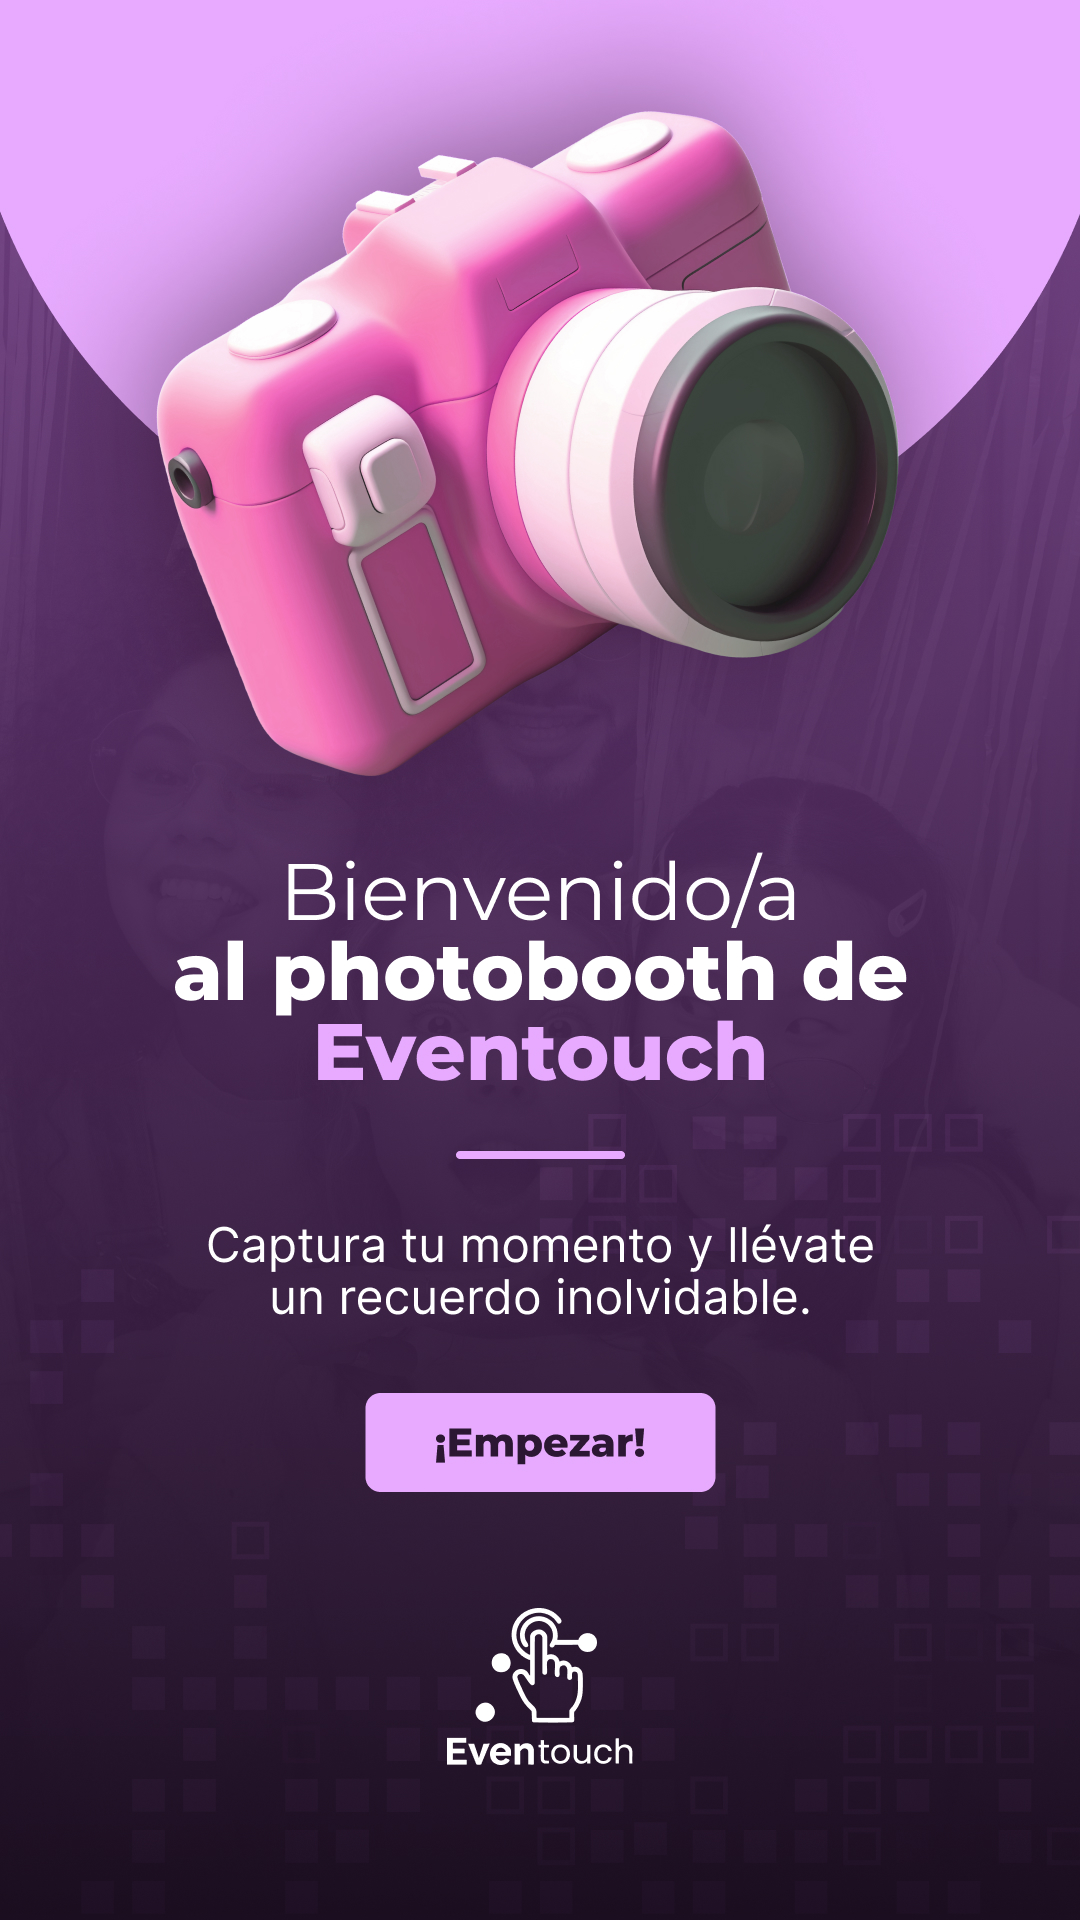 Bienvenido/a
al photobooth de
Eventouch
Captura tu momento y llévate
un recuerdo inolvidable.
¡Empezar!
Eventouch